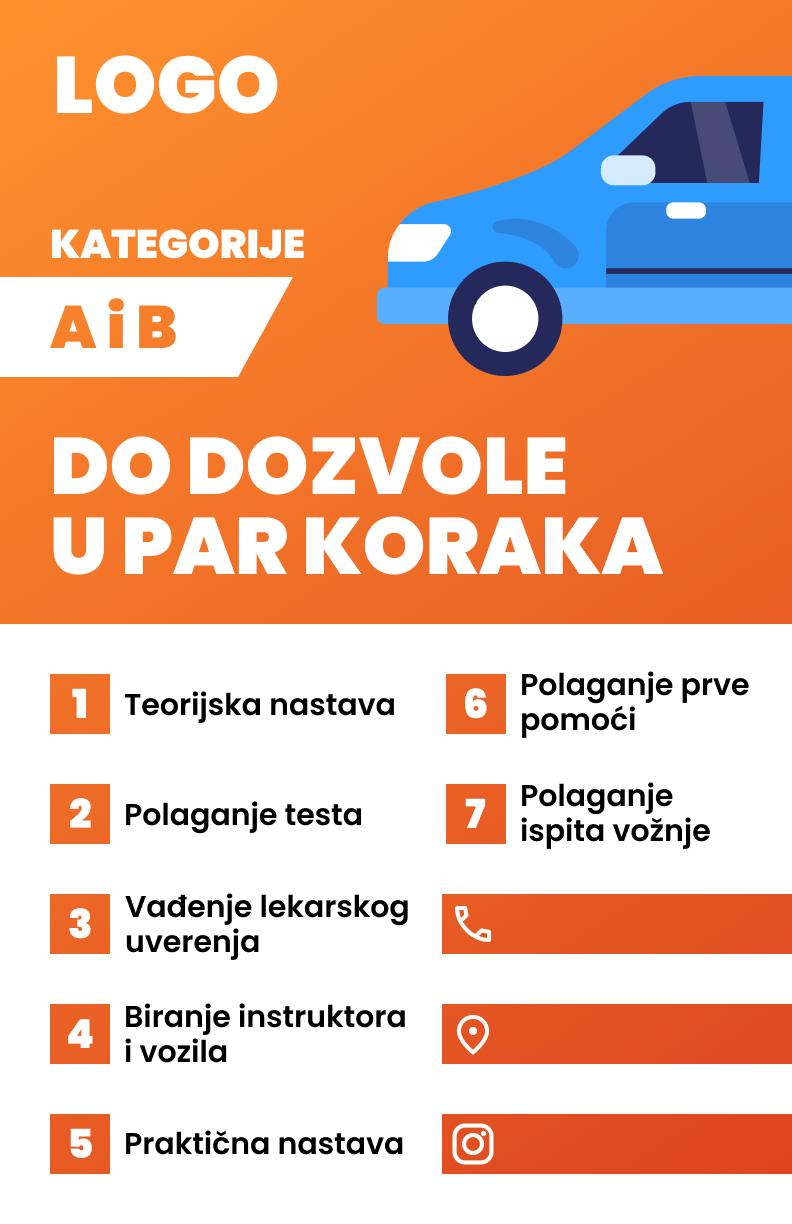 LOGO
KATEGORIJE
A i B
DO DOZVOLE
U PAR KORAKA
1 Teorijska nastava
2 Polaganje testa
3 Vađenje lekarskog
uverenja
4 Biranje instruktora
i vozila
5 Praktična nastava
6 Polaganje prve
pomoći
7 Polaganje
ispita vožnje